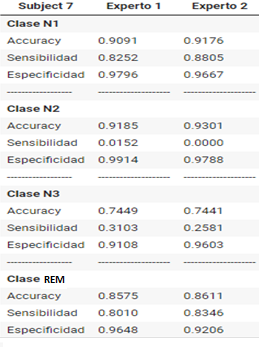 Subject 7 Experto 1 Experto 2
Clase N1
Accuracy 0.9091 0.9176
Sensibilidad 0.8252 0.8805
Especificidad 0.9796 0.9667
------------------ -------------------- --------------------
Clase N2
Accuracy 0.9185 0.9301
Sensibilidad 0.0152 0.0000
Especificidad 0.9914 0.9788
------------------ -------------------- --------------------
Clase N3
Accuracy 0.7449 0.7441
Sensibilidad 0.3103 0.2581
Especificidad 0.9108 0.9603
------------------ -------------------- --------------------
Clase REM
Accuracy 0.8575 0.8611
Sensibilidad 0.8010 0.8346
Especificidad 0.9648 0.9206